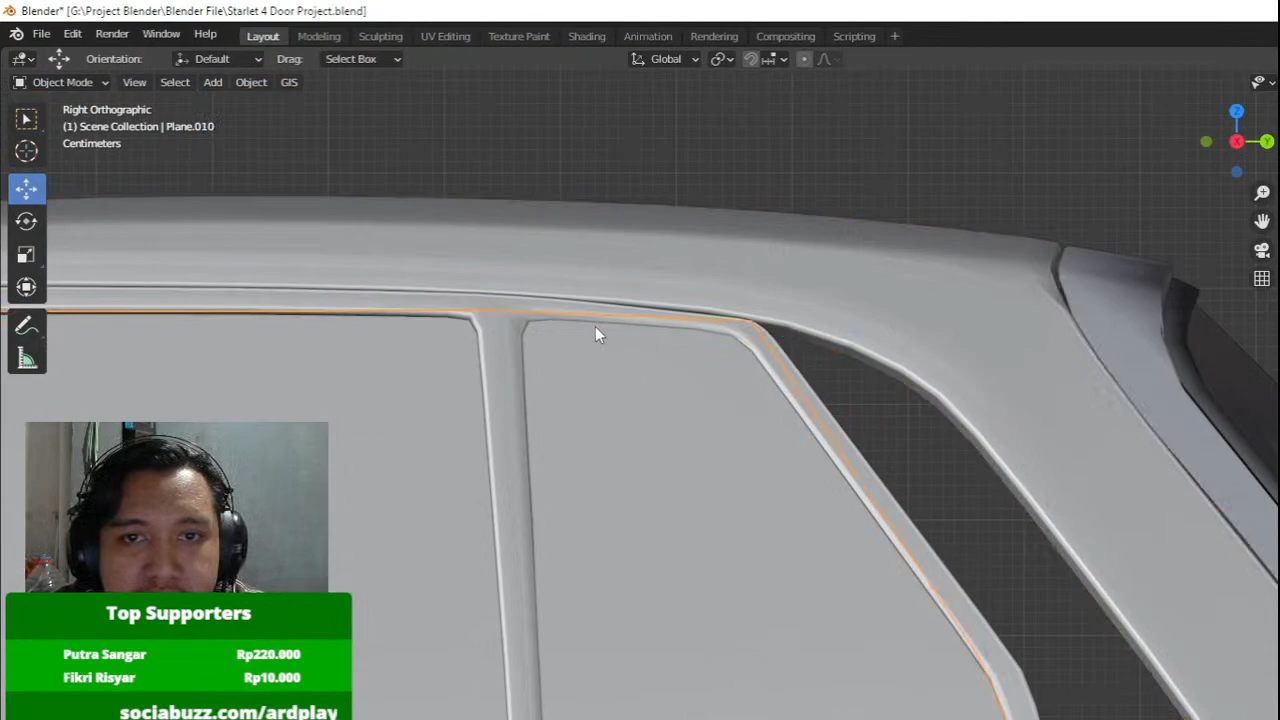 Blender* [G:\Project Blender\Blender File\Starlet 4 Door Project.blend]
File Edit Render Window Help Layout Modeling Sculpting UV Editing Texture Paint Shading Animation Rendering Compositing Scripting +
Orientation: Default Drag: Select Box Global
Object Mode View Select Add Object GIS
Right Orthographic
(1) Scene Collection | Plane.010
Centimeters
Z
X
Y
Top Supporters
Putra Sangar Rp220.000
Fikri Risyar Rp10.000
sociabuzz.com/ardplay